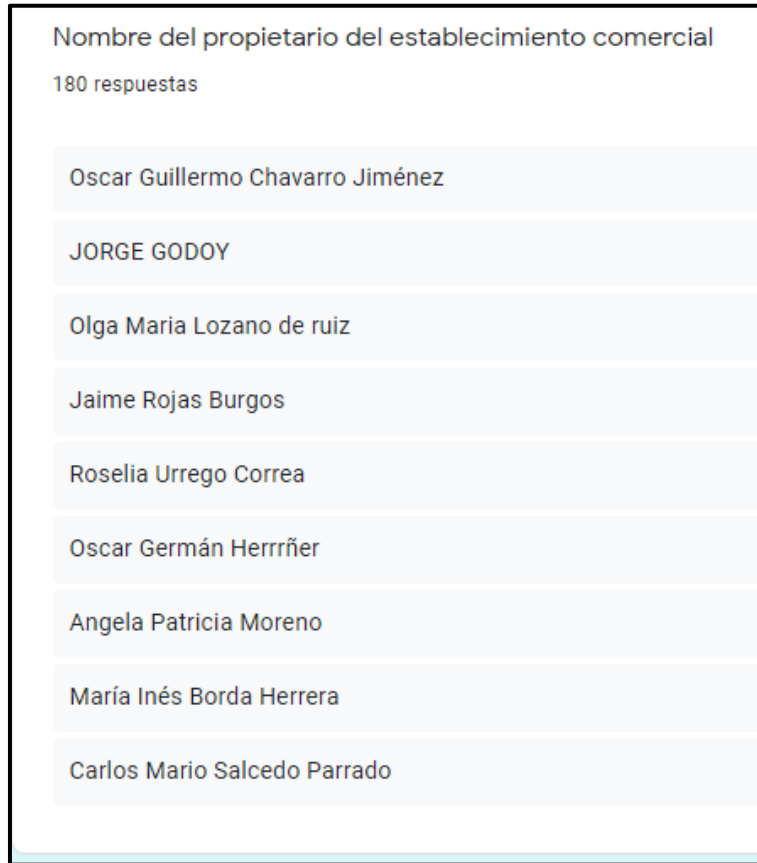 Nombre del propietario del establecimiento comercial
180 respuestas
Oscar Guillermo Chavarro Jiménez
JORGE GODOY
Olga Maria Lozano de ruiz
Jaime Rojas Burgos
Roselia Urrego Correa
Oscar Germán Herrrñer
Angela Patricia Moreno
María Inés Borda Herrera
Carlos Mario Salcedo Parrado